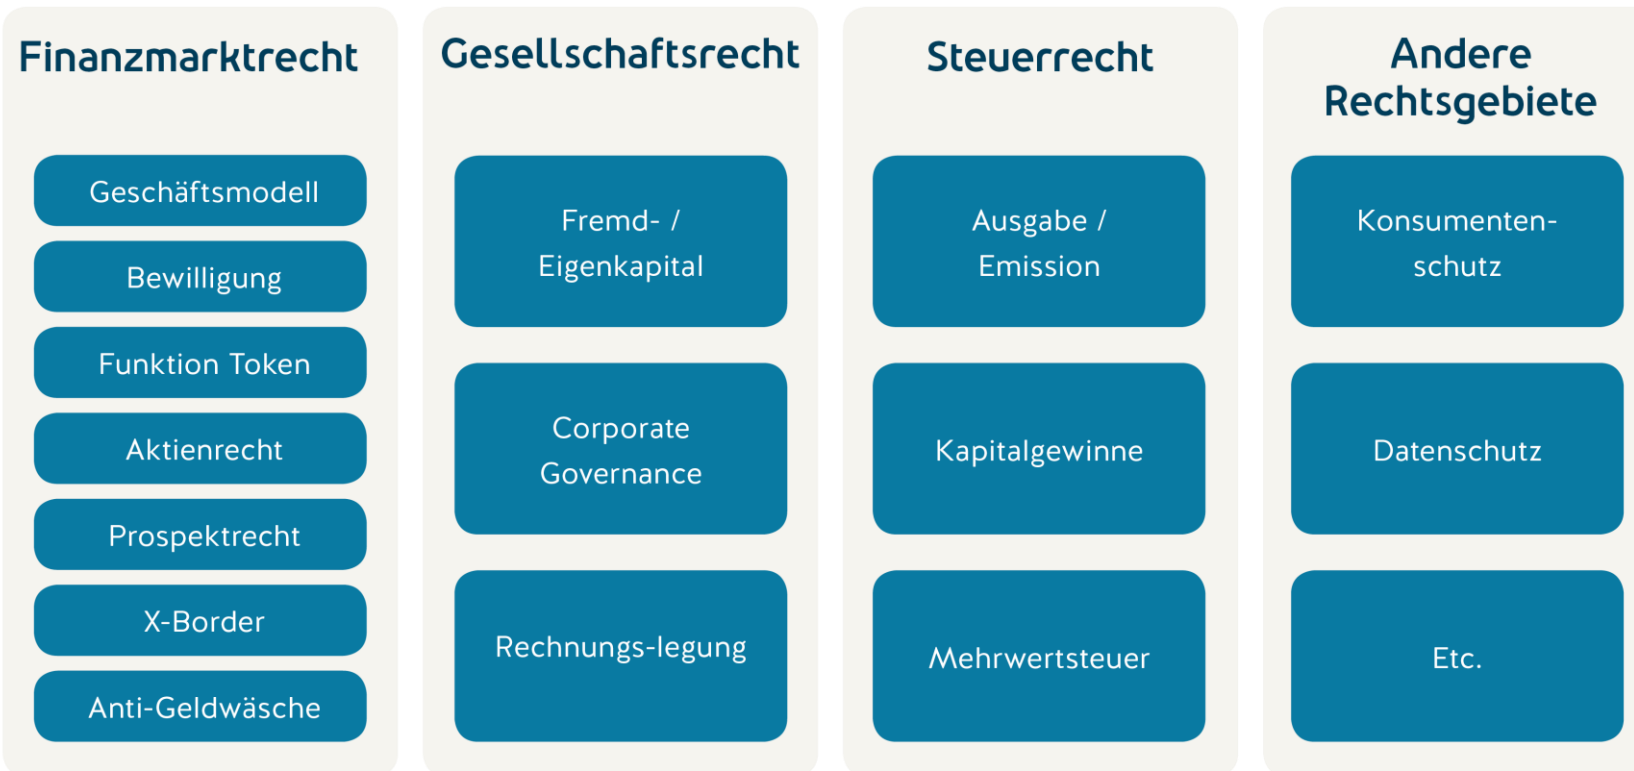 Finanzmarktrecht
Geschäftsmodell
Bewilligung
Funktion Token
Aktienrecht
Prospektrecht
X-Border
Anti-Geldwäsche
Gesellschaftsrecht
Fremd- /
Eigenkapital
Corporate
Governance
Rechnungs-legung
Steuerrecht
Ausgabe /
Emission
Kapitalgewinne
Mehrwertsteuer
Andere
Rechtsgebiete
Konsumenten-
schutz
Datenschutz
Etc.